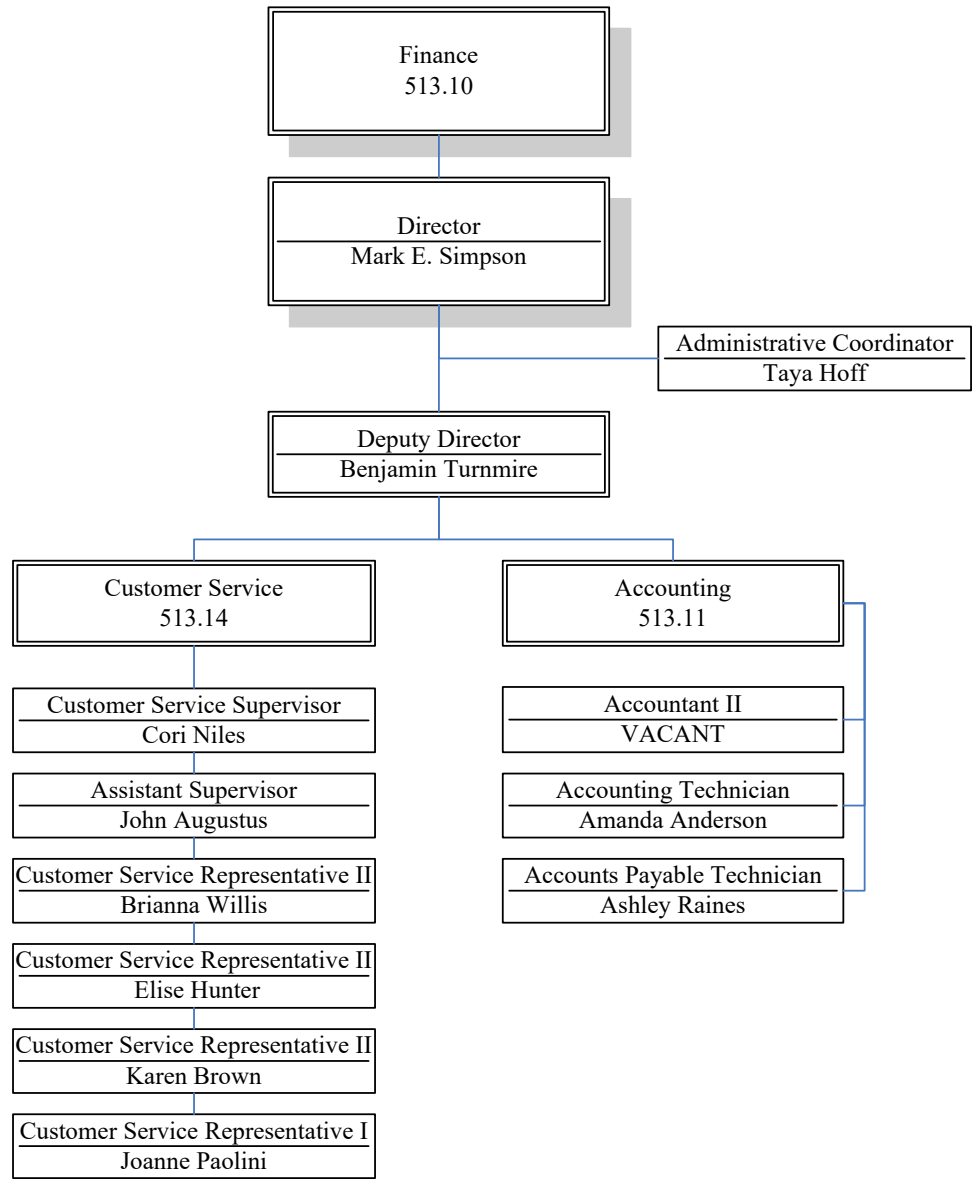 Finance
513.10
Director
Mark E. Simpson
Administrative Coordinator
Taya Hoff
Deputy Director
Benjamin Turnmire
Customer Service
513.14
Customer Service Supervisor
Cori Niles
Assistant Supervisor
John Augustus
Customer Service Representative II
Brianna Willis
Customer Service Representative II
Elise Hunter
Customer Service Representative II
Karen Brown
Customer Service Representative I
Joanne Paolini
Accounting
513.11
Accountant II
VACANT
Accounting Technician
Amanda Anderson
Accounts Payable Technician
Ashley Raines